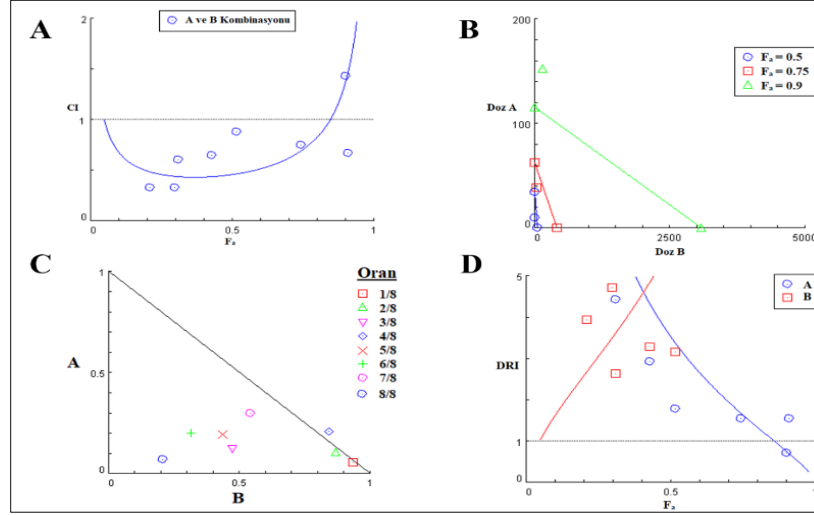 A
A ve B Kombinasyonu
2
CI
1
0
0
0.5
1
Fₐ
B
200
Fₐ = 0.5
Fₐ = 0.75
Fₐ = 0.9
Doz A
100
0
0
2500
5000
Doz B
C
1
Oran
1/8
2/8
3/8
4/8
5/8
6/8
7/8
8/8
A
0.5
0
0
0.5
1
B
D
5
A
B
DRI
1
0
0
0.5
1
Fₐ